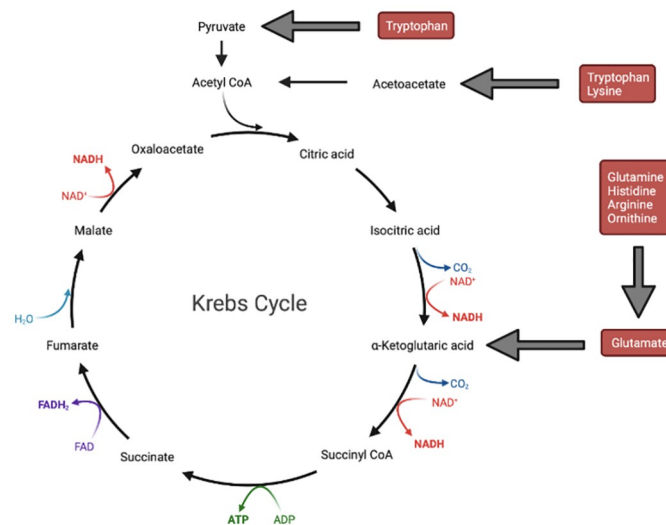 Pyruvate
Tryptophan
Acetyl CoA
Acetoacetate
Tryptophan
Lysine
Oxaloacetate
Citric acid
NADH
NAD⁺
Malate
Isocitric acid
Glutamine
Histidine
Arginine
Ornithine
CO₂
NAD⁺
NADH
Krebs Cycle
H₂O
Fumarate
α-Ketoglutaric acid
Glutamate
CO₂
NAD⁺
NADH
FADH₂
FAD
Succinate
Succinyl CoA
ATP
ADP